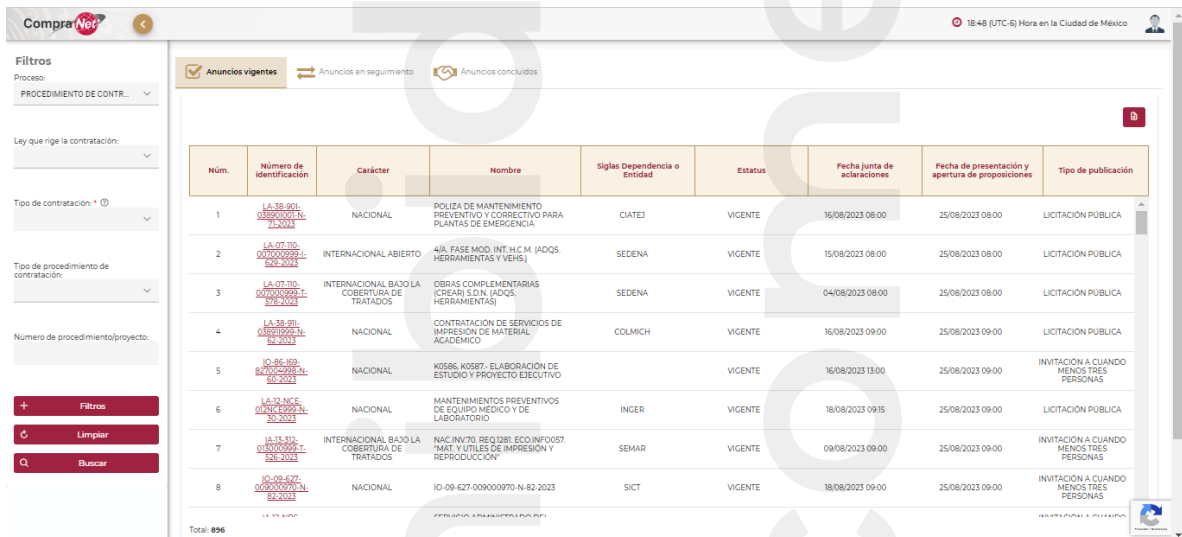 CompraNet
18:48 (UTC-6) Hora en la Ciudad de México
Filtros
Proceso:
PROCEDIMIENTO DE CONTR...
Ley que rige la contratación:
Tipo de contratación: *
Tipo de procedimiento de
contratación:
Número de procedimiento/proyecto:
+ Filtros
Limpiar
Buscar
Anuncios vigentes
Anuncios en seguimiento
Anuncios concluidos
Núm.
Número de
identificación
Carácter
Nombre
Siglas Dependencia o
Entidad
Estatus
Fecha junta de
aclaraciones
Fecha de presentación y
apertura de proposiciones
Tipo de publicación
1
LA-38-90I-
038901001-N-
71-2023
NACIONAL
POLIZA DE MANTENIMIENTO
PREVENTIVO Y CORRECTIVO PARA
PLANTAS DE EMERGENCIA
CIATEJ
VIGENTE
16/08/2023 08:00
25/08/2023 08:00
LICITACIÓN PÚBLICA
2
LA-07-110-
007000999-I-
629-2023
INTERNACIONAL ABIERTO
4/A. FASE MOD. INT. H.C.M. (ADQS.
HERRAMIENTAS Y VEHS.)
SEDENA
VIGENTE
15/08/2023 08:00
25/08/2023 08:00
LICITACIÓN PÚBLICA
3
LA-07-110-
007000999-T-
578-2023
INTERNACIONAL BAJO LA
COBERTURA DE
TRATADOS
OBRAS COMPLEMENTARIAS
(CREAR) S.D.N. (ADQS.
HERRAMIENTAS)
SEDENA
VIGENTE
04/08/2023 08:00
25/08/2023 08:00
LICITACIÓN PÚBLICA
4
LA-38-91I-
038911999-N-
62-2023
NACIONAL
CONTRATACIÓN DE SERVICIOS DE
IMPRESIÓN DE MATERIAL
ACADÉMICO
COLMICH
VIGENTE
16/08/2023 09:00
25/08/2023 09:00
LICITACIÓN PÚBLICA
5
IO-86-I69-
827004998-N-
60-2023
NACIONAL
K0586, K0587.- ELABORACIÓN DE
ESTUDIO Y PROYECTO EJECUTIVO
VIGENTE
16/08/2023 13:00
25/08/2023 09:00
INVITACIÓN A CUANDO
MENOS TRES
PERSONAS
6
LA-12-NCE-
012NCE999-N-
30-2023
NACIONAL
MANTENIMIENTOS PREVENTIVOS
DE EQUIPO MÉDICO Y DE
LABORATORIO
INGER
VIGENTE
18/08/2023 09:15
25/08/2023 09:00
LICITACIÓN PÚBLICA
7
IA-13-312-
013000999-T-
526-2023
INTERNACIONAL BAJO LA
COBERTURA DE
TRATADOS
NAC.INV.70. REQ.1281. ECO.INFO057.
"MAT. Y ÚTILES DE IMPRESIÓN Y
REPRODUCCIÓN"
SEMAR
VIGENTE
09/08/2023 09:00
25/08/2023 09:00
INVITACIÓN A CUANDO
MENOS TRES
PERSONAS
8
IO-09-627-
009000970-N-
82-2023
NACIONAL
IO-09-627-009000970-N-82-2023
SICT
VIGENTE
18/08/2023 09:00
25/08/2023 09:00
INVITACIÓN A CUANDO
MENOS TRES
PERSONAS
SERVICIO ADMINISTRADO DEL
INVITACIÓN A CUANDO
Total: 896